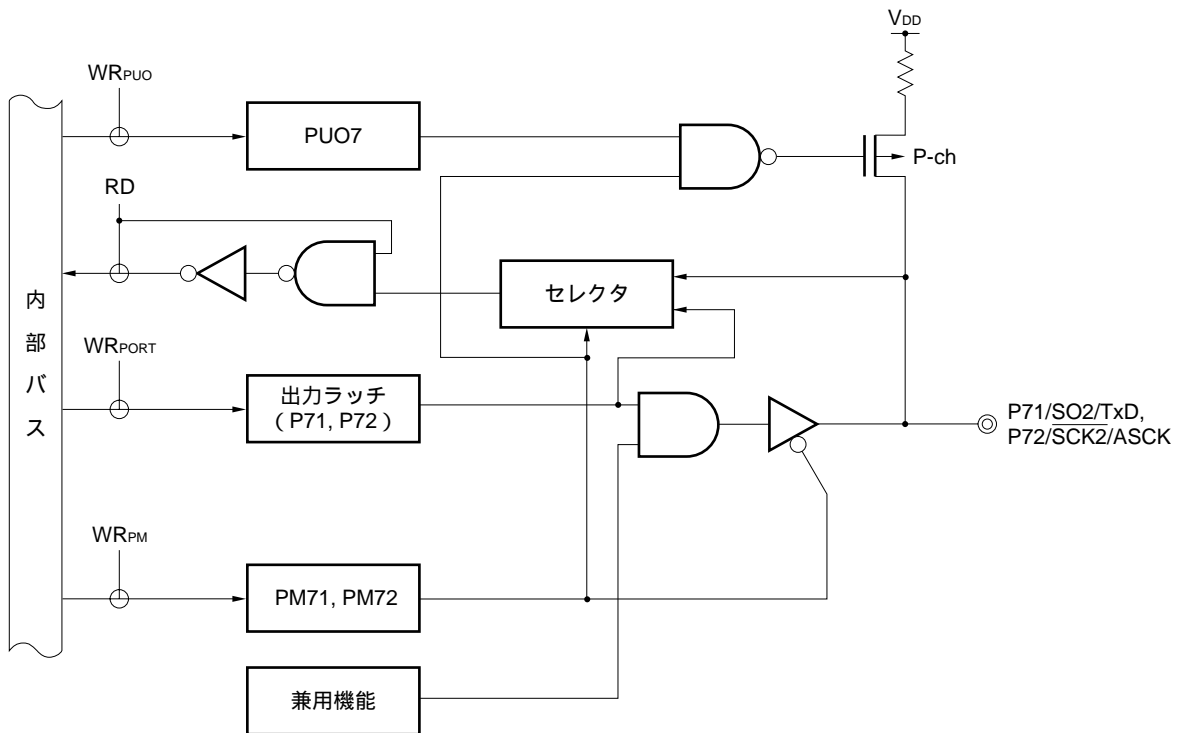 VDD
WRPUO
PUO7
P-ch
RD
セレクタ
内部バス
WRPORT
出力ラッチ
(P71, P72)
P71/SO2/TxD,
P72/SCK2/ASCK
WRPM
PM71, PM72
兼用機能